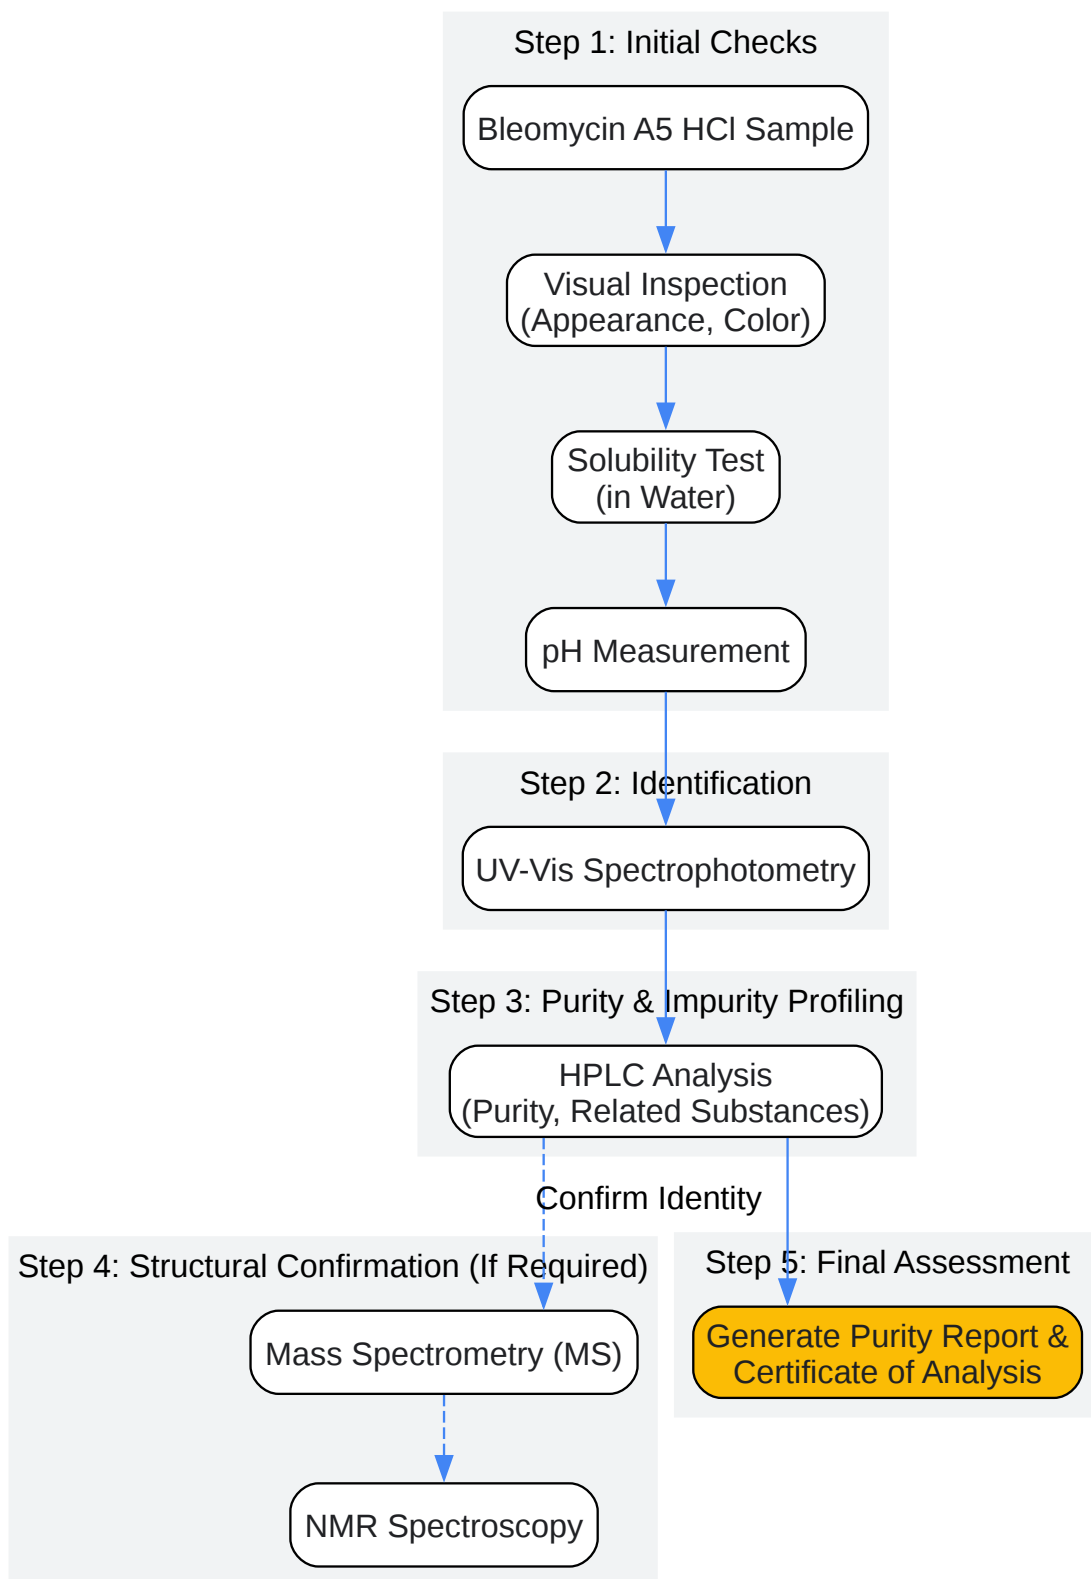 Step 1: Initial Checks
Bleomycin A5 HCl Sample
Visual Inspection
(Appearance, Color)
Solubility Test
(in Water)
pH Measurement
Step 2: Identification
UV-Vis Spectrophotometry
Step 3: Purity & Impurity Profiling
HPLC Analysis
(Purity, Related Substances)
Confirm Identity
Step 4: Structural Confirmation (If Required)
Mass Spectrometry (MS)
NMR Spectroscopy
Step 5: Final Assessment
Generate Purity Report &
Certificate of Analysis